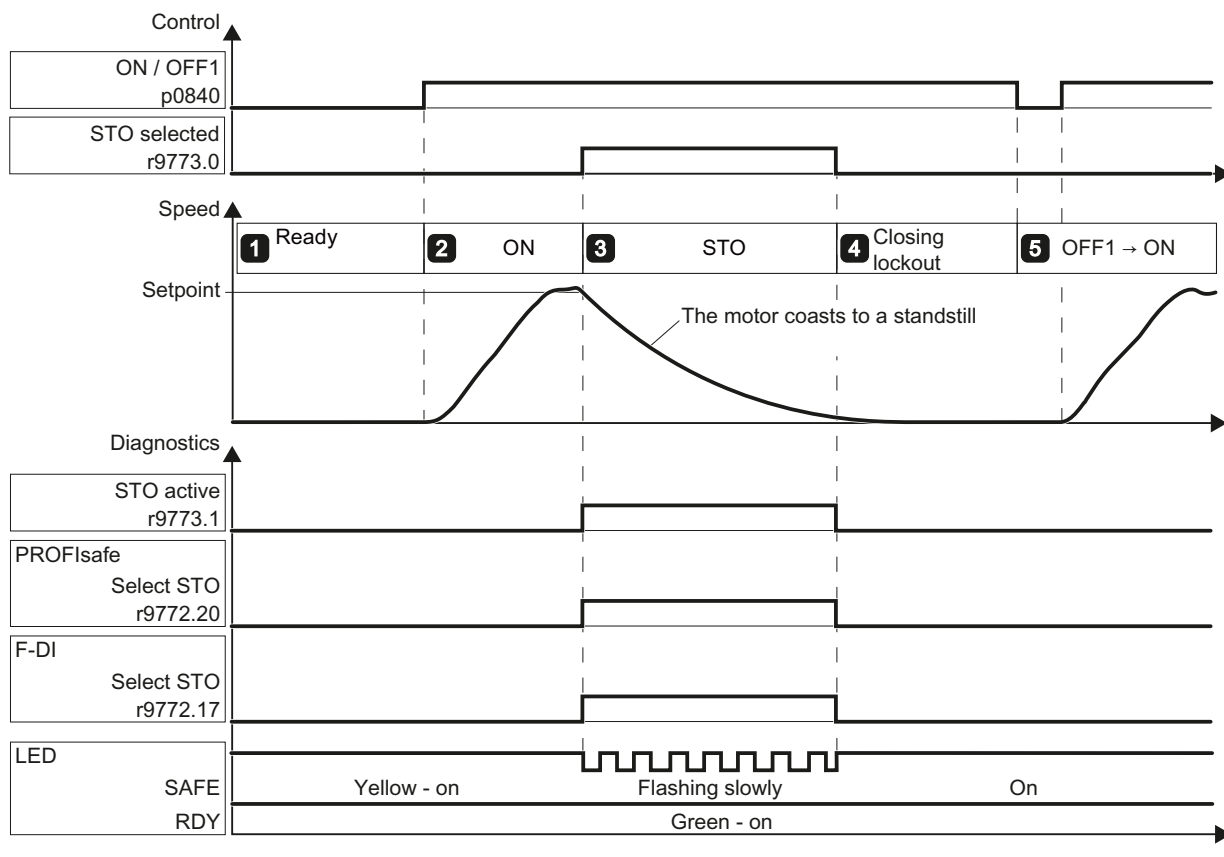 Control
ON / OFF1
p0840
STO selected
r9773.0
Speed
1 Ready
2 ON
3 STO
4 Closing
lockout
5 OFF1 → ON
Setpoint
The motor coasts to a standstill
Diagnostics
STO active
r9773.1
PROFIsafe
Select STO
r9772.20
F-DI
Select STO
r9772.17
LED
SAFE
Yellow - on
Flashing slowly
On
RDY
Green - on